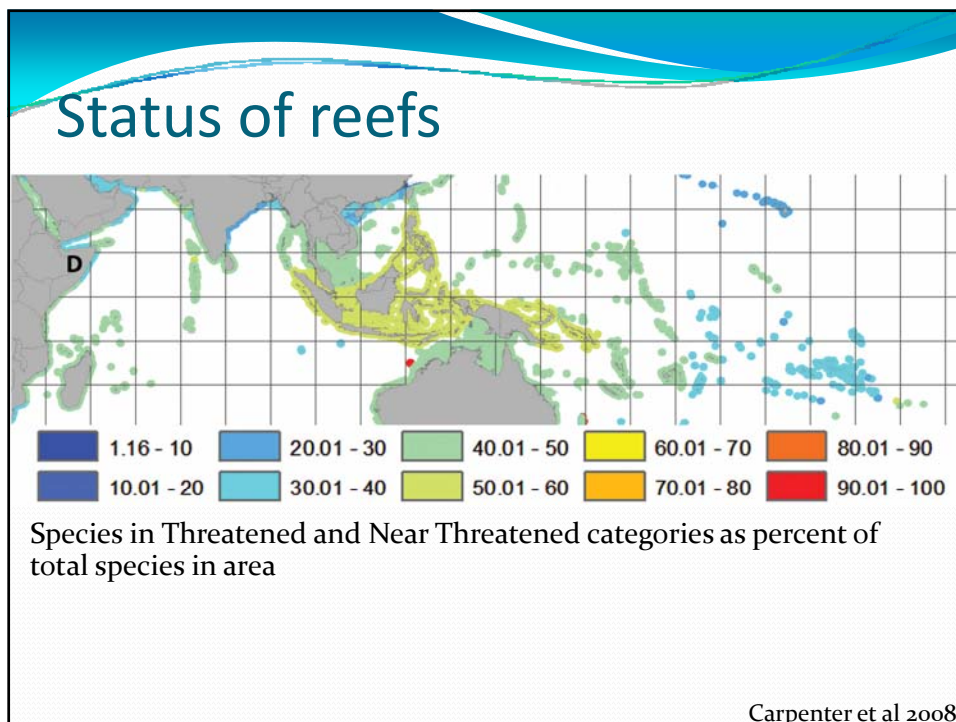 Status of reefs
D
1.16 - 10 20.01 - 30 40.01 - 50 60.01 - 70 80.01 - 90
10.01 - 20 30.01 - 40 50.01 - 60 70.01 - 80 90.01 - 100
Species in Threatened and Near Threatened categories as percent of
total species in area
Carpenter et al 2008